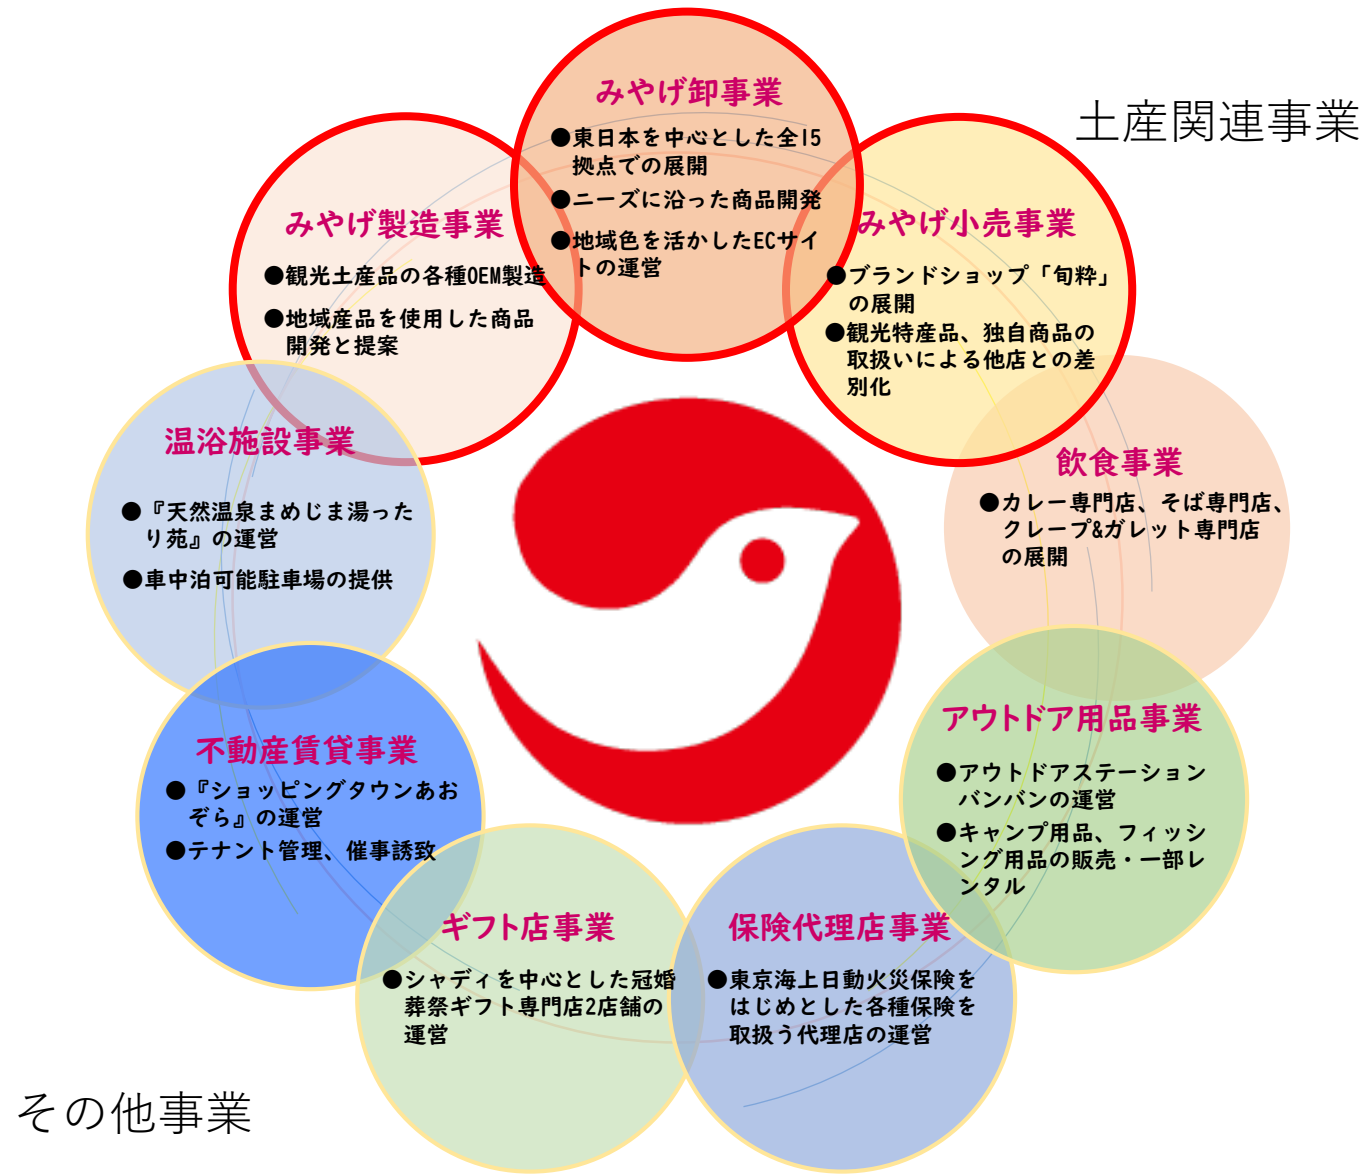 土産関連事業
みやげ卸事業
●東日本を中心とした全15
拠点での展開
●ニーズに沿った商品開発
●地域色を活かしたECサイ
トの運営
みやげ小売事業
●ブランドショップ「旬粋」
の展開
●観光特産品、独自商品の
取扱いによる他店との差
別化
飲食事業
●カレー専門店、そば専門店、
クレープ&ガレット専門店
の展開
アウトドア用品事業
●アウトドアステーション
バンバンの運営
●キャンプ用品、フィッシ
ング用品の販売・一部レ
ンタル
保険代理店事業
●東京海上日動火災保険を
はじめとした各種保険を
取扱う代理店の運営
ギフト店事業
●シャディを中心とした冠婚
葬祭ギフト専門店2店舗の
運営
不動産賃貸事業
●『ショッピングタウンあお
ぞら』の運営
●テナント管理、催事誘致
温浴施設事業
●『天然温泉まめじま湯った
り苑』の運営
●車中泊可能駐車場の提供
みやげ製造事業
●観光土産品の各種OEM製造
●地域産品を使用した商品
開発と提案
その他事業